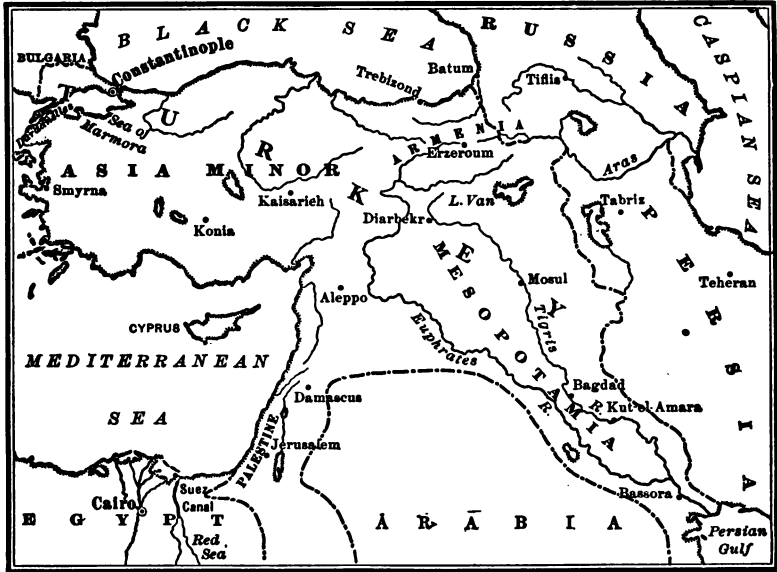 BLACK SEA
RUSSIA
CASPIAN SEA
BULGARIA
Constantinople
Trebizond
Batum
Tiflis
TURKEY
Dardanelles
Sea of
Marmora
ARMENIA
Erzeroum
Aras
ASIA MINOR
Smyrna
Kaisarieh
L. Van
Tabriz
Konia
Diarbekr
PERSIA
MESOPOTAMIA
Mosul
Teheran
Aleppo
CYPRUS
Euphrates
R.
Tigris
R.
MEDITERRANEAN
SEA
Bagdad
Damascus
Kut-el-Amara
PALESTINE
Jerusalem
Suez
Canal
Cairo
Bassora
EGYPT
ARABIA
Red
Sea
Persian
Gulf